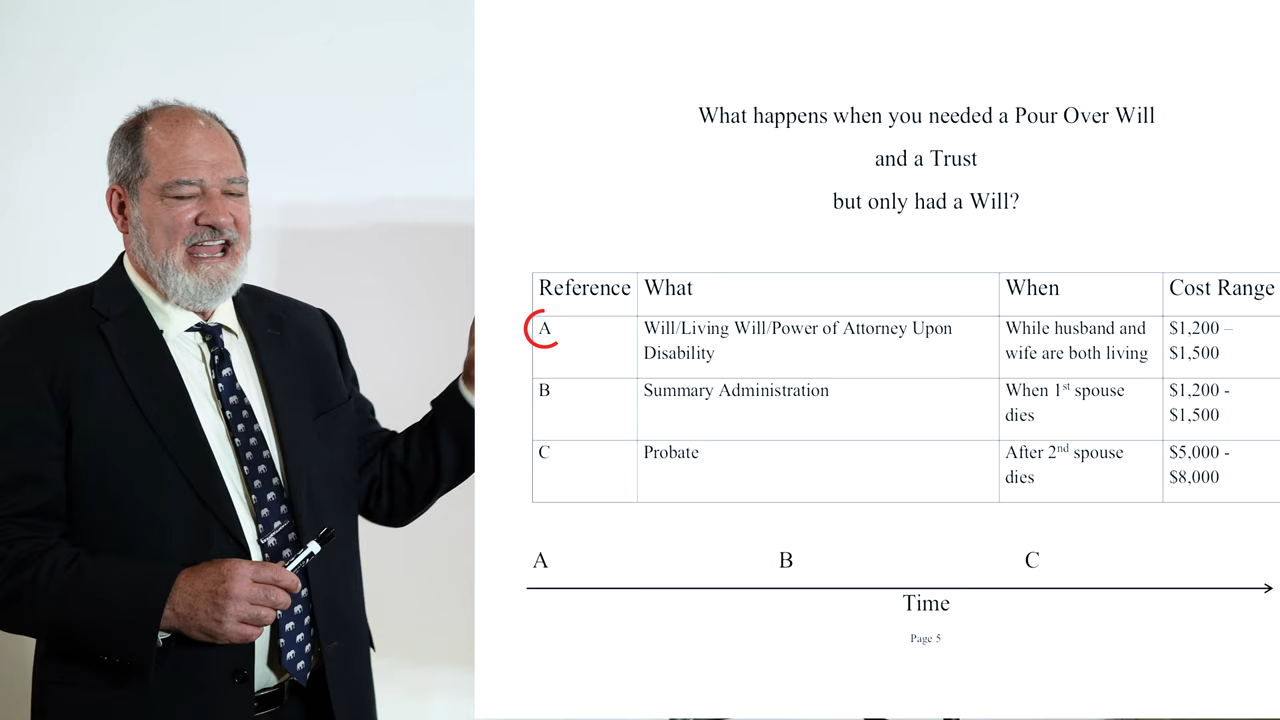 What happens when you needed a Pour Over Will
and a Trust
but only had a Will?
Reference What When Cost Range
A Will/Living Will/Power of Attorney Upon Disability While husband and wife are both living $1,200 – $1,500
B Summary Administration When 1st spouse dies $1,200 - $1,500
C Probate After 2nd spouse dies $5,000 - $8,000
A B C
Time
Page 5